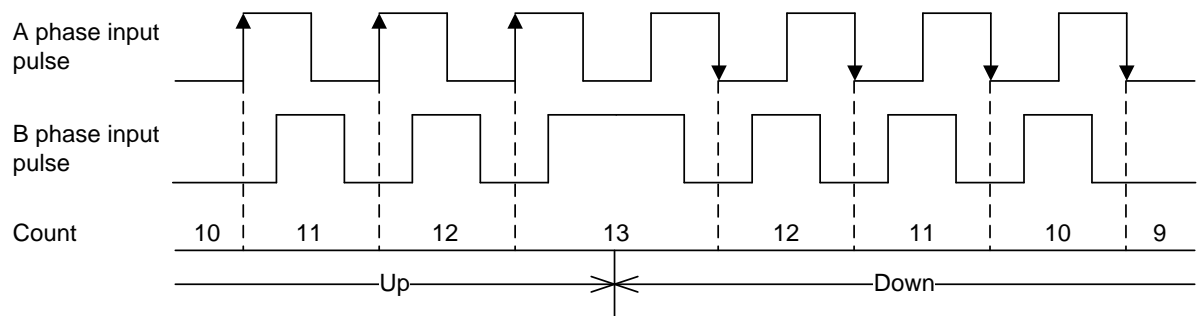 A phase input
pulse
B phase input
pulse
Count 10 11 12 13 12 11 10 9
Up Down